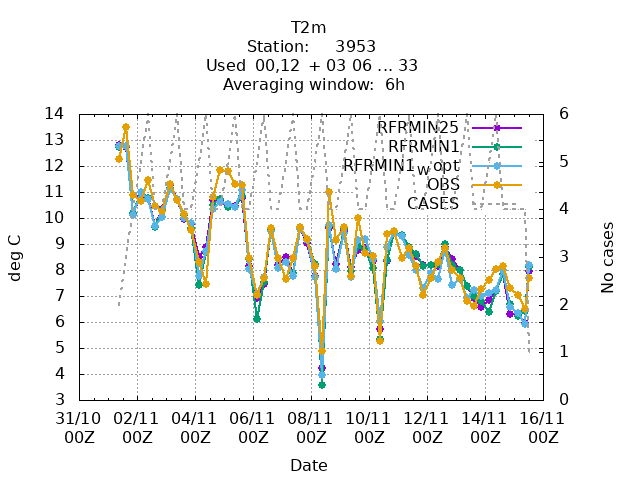 T2m
Station: 3953
Used 00,12 + 03 06 ... 33
Averaging window: 6h
14 6
RFRMIN25
13
RFRMIN1
5
12
RFRMIN1_w opt
11
OBS
CASES
4
10
9
3
8
7
2
6
5
1
4
3 0
deg C
No cases
31/10 02/11 04/11 06/11 08/11 10/11 12/11 14/11 16/11
00Z 00Z 00Z 00Z 00Z 00Z 00Z 00Z 00Z
Date